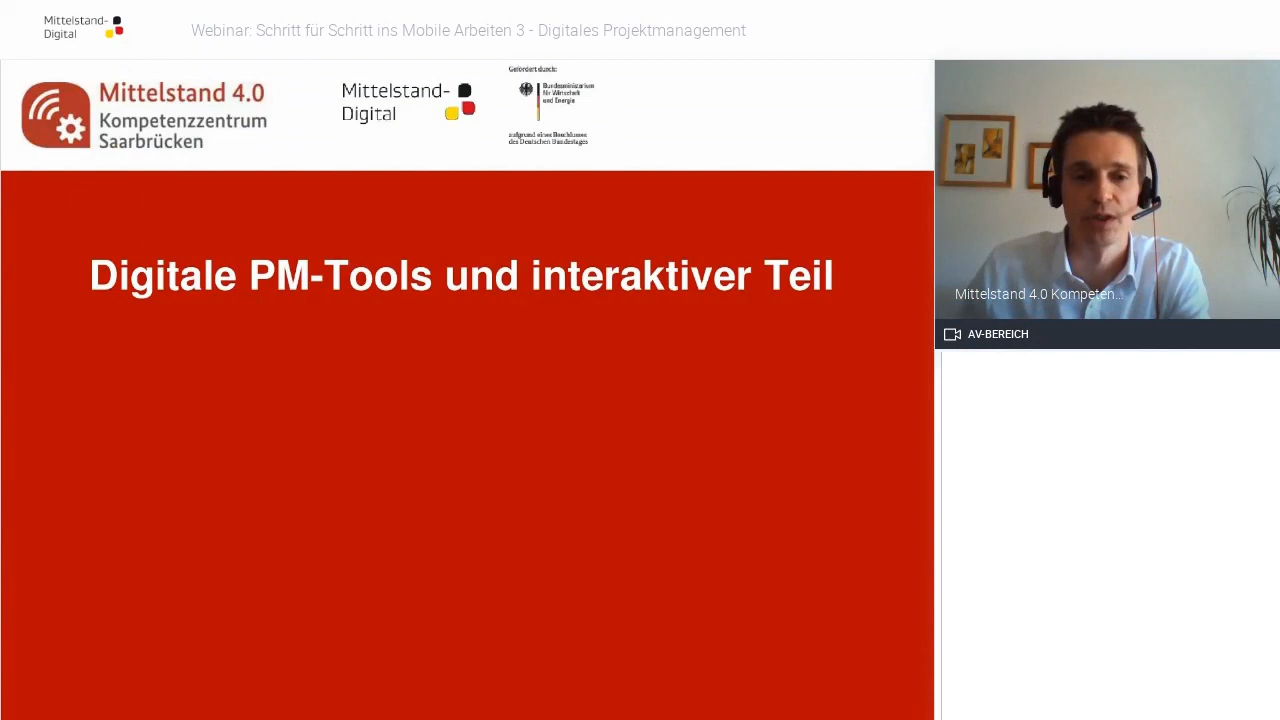 Mittelstand-
Digital
Webinar: Schritt für Schritt ins Mobile Arbeiten 3 - Digitales Projektmanagement
Mittelstand 4.0
Kompetenzzentrum
Saarbrücken
Mittelstand-
Digital
Gefördert durch:
Bundesministerium
für Wirtschaft
und Energie
aufgrund eines Beschlusses
des Deutschen Bundestages
Digitale PM-Tools und interaktiver Teil
Mittelstand 4.0 Kompeten...
AV-BEREICH